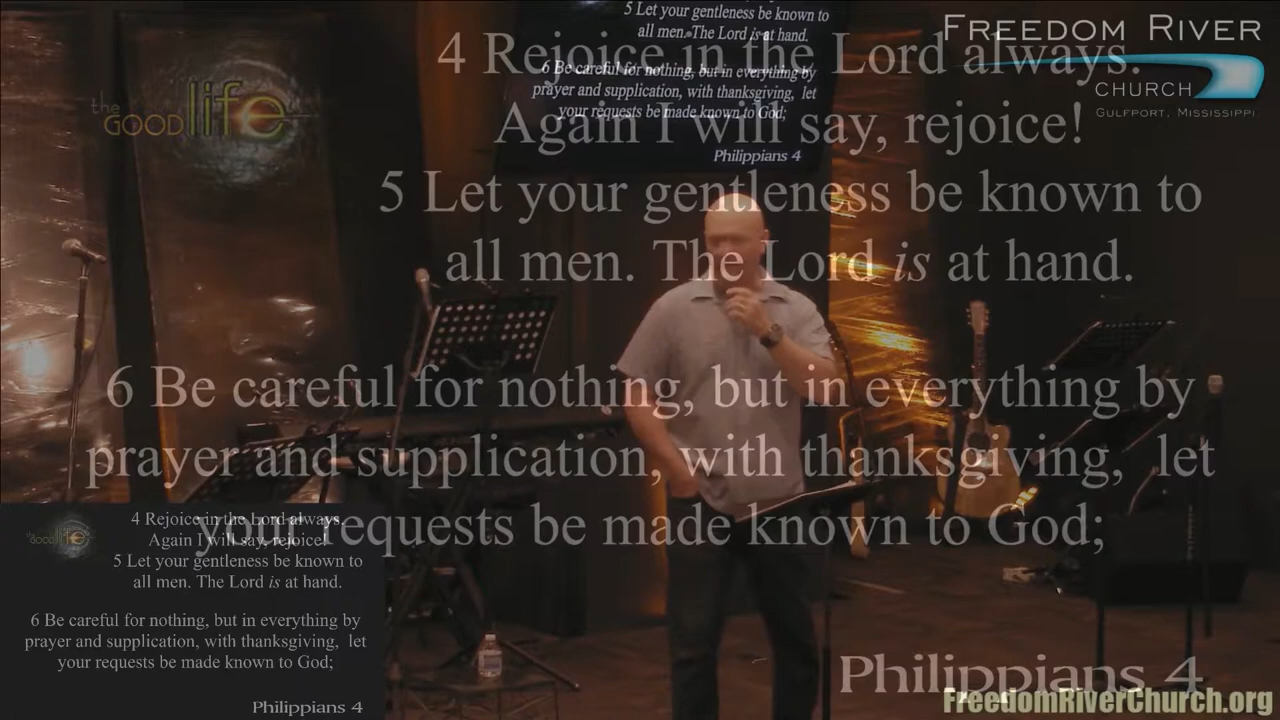 5 Let your gentleness be known to
all men. The Lord is at hand.
6 Be careful for nothing, but in everything by
prayer and supplication, with thanksgiving, let
your requests be made known to God;
Philippians 4
FREEDOM RIVER
CHURCH
GULFPORT, MISSISSIPPI
the
GOOD life
4 Rejoice in the Lord always.
Again I will say, rejoice!
5 Let your gentleness be known to
all men. The Lord is at hand.
6 Be careful for nothing, but in everything by
prayer and supplication, with thanksgiving, let
your requests be made known to God;
Philippians 4
the
GOOD life
4 Rejoice in the Lord always.
Again I will say, rejoice!
5 Let your gentleness be known to
all men. The Lord is at hand.
6 Be careful for nothing, but in everything by
prayer and supplication, with thanksgiving, let
your requests be made known to God;
Philippians 4
FreedomRiverChurch.org